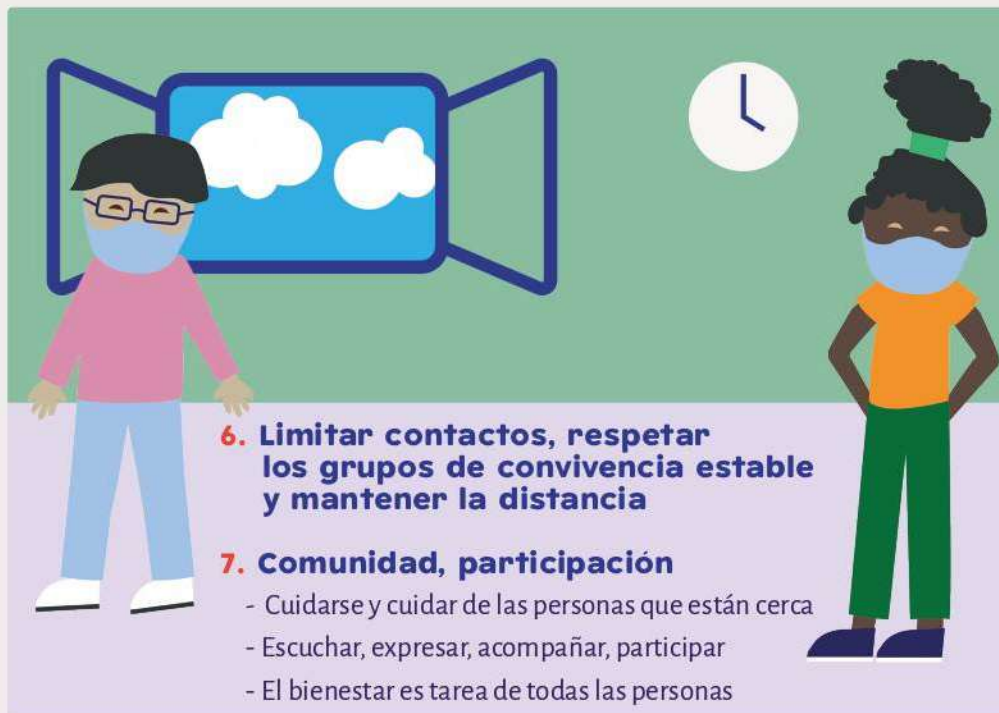 6. Limitar contactos, respetar
los grupos de convivencia estable
y mantener la distancia
7. Comunidad, participación
- Cuidarse y cuidar de las personas que están cerca
- Escuchar, expresar, acompañar, participar
- El bienestar es tarea de todas las personas